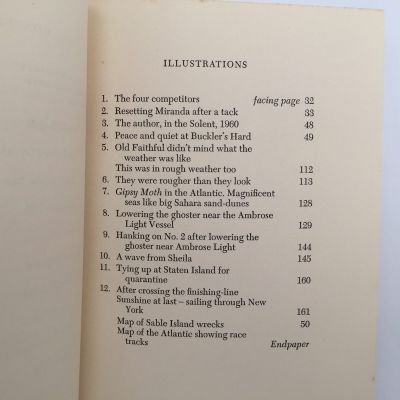 ILLUSTRATIONS
1. The four competitors facing page 32
2. Resetting Miranda after a tack 33
3. The author, in the Solent, 1960 48
4. Peace and quiet at Buckler's Hard 49
5. Old Faithful didn't mind what the
weather was like
This was in rough weather too 112
6. They were rougher than they look 113
7. Gipsy Moth in the Atlantic. Magnificent
seas like big Sahara sand-dunes 128
8. Lowering the ghoster near the Ambrose
Light Vessel 129
9. Hanking on No. 2 after lowering the
ghoster near Ambrose Light 144
10. A wave from Sheila 145
11. Tying up at Staten Island for
quarantine 160
12. After crossing the finishing-line
Sunshine at last – sailing through New
York 161
Map of Sable Island wrecks 50
Map of the Atlantic showing race
tracks Endpaper